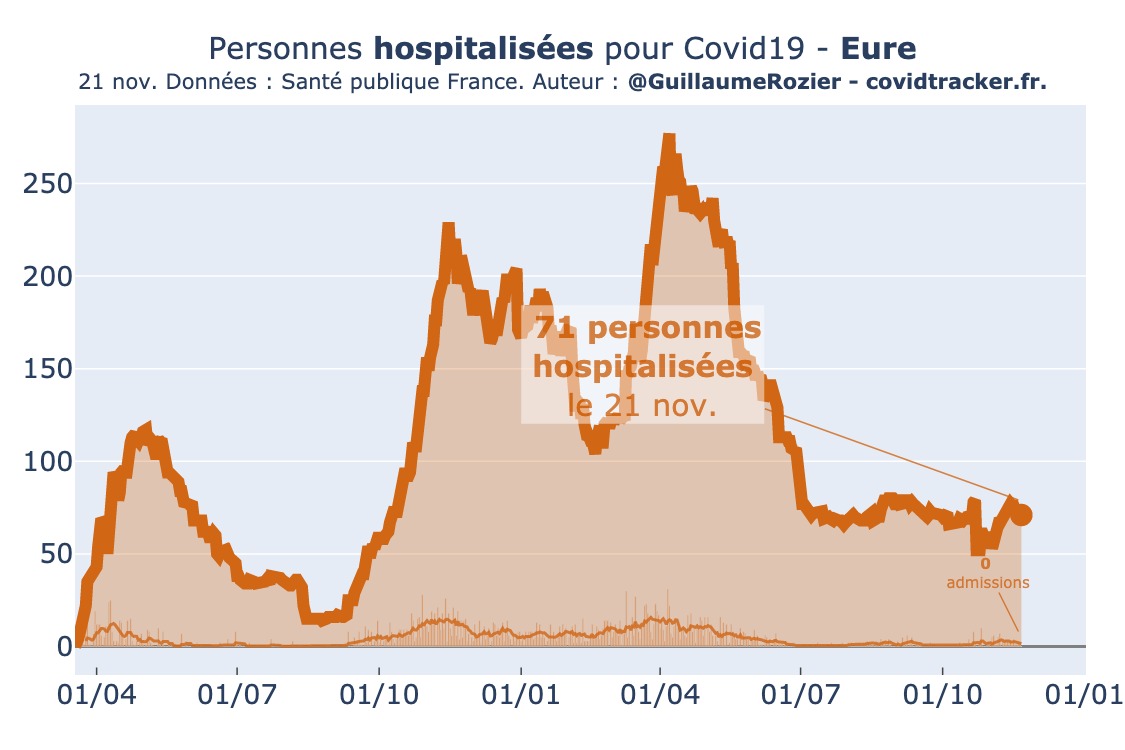 Personnes hospitalisées pour Covid19 - Eure
21 nov. Données : Santé publique France. Auteur : @GuillaumeRozier - covidtracker.fr.
250
200
150
100
50
0
71 personnes
hospitalisées
le 21 nov.
0
admissions
01/04
01/07
01/10
01/01
01/04
01/07
01/10
01/01